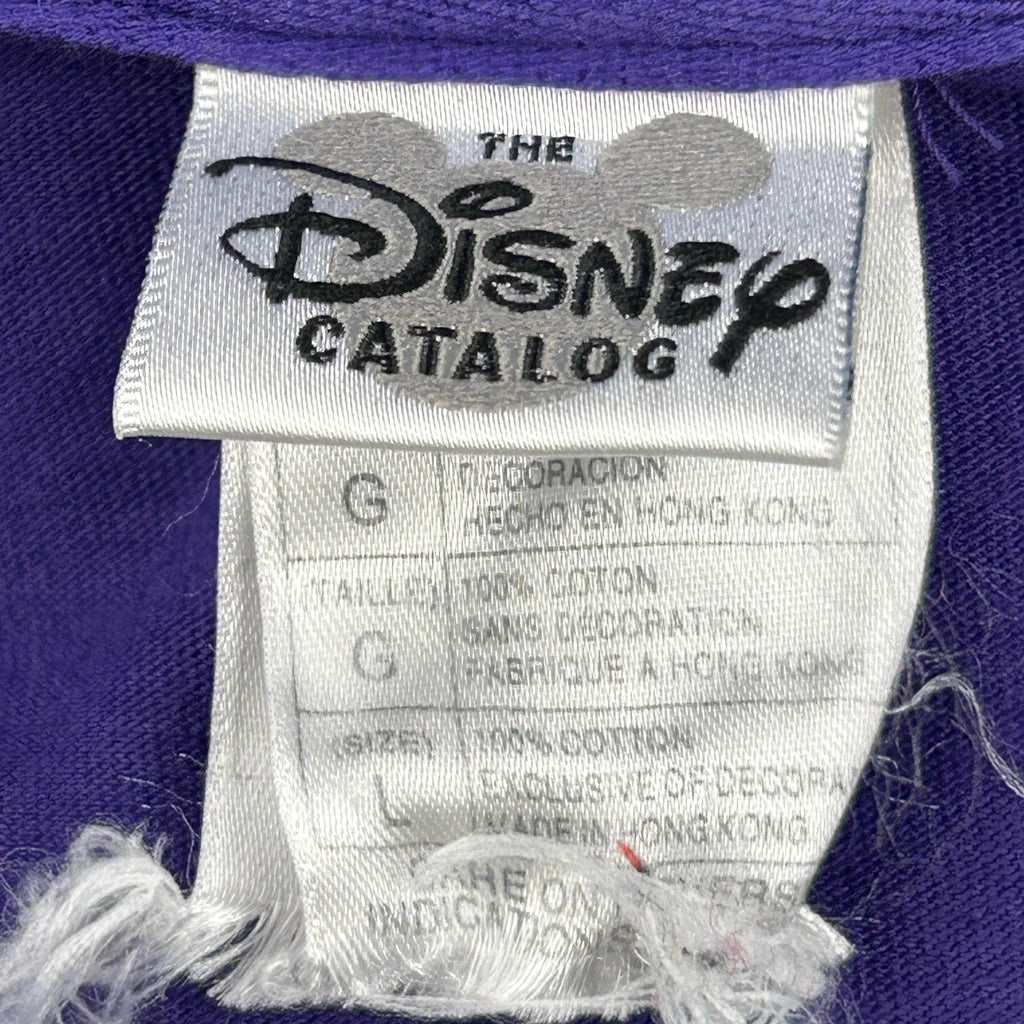 THE
DISNEY
CATALOG
G
DECORACION
HECHO EN HONG KONG
(TAILLE) 100% COTON
SANS DECORATION
G
FABRIQUE A HONG KONG
(SIZE) 100% COTTON
EXCLUSIVE OF DECORA
L
MADE IN HONG KONG
INDICATIONS